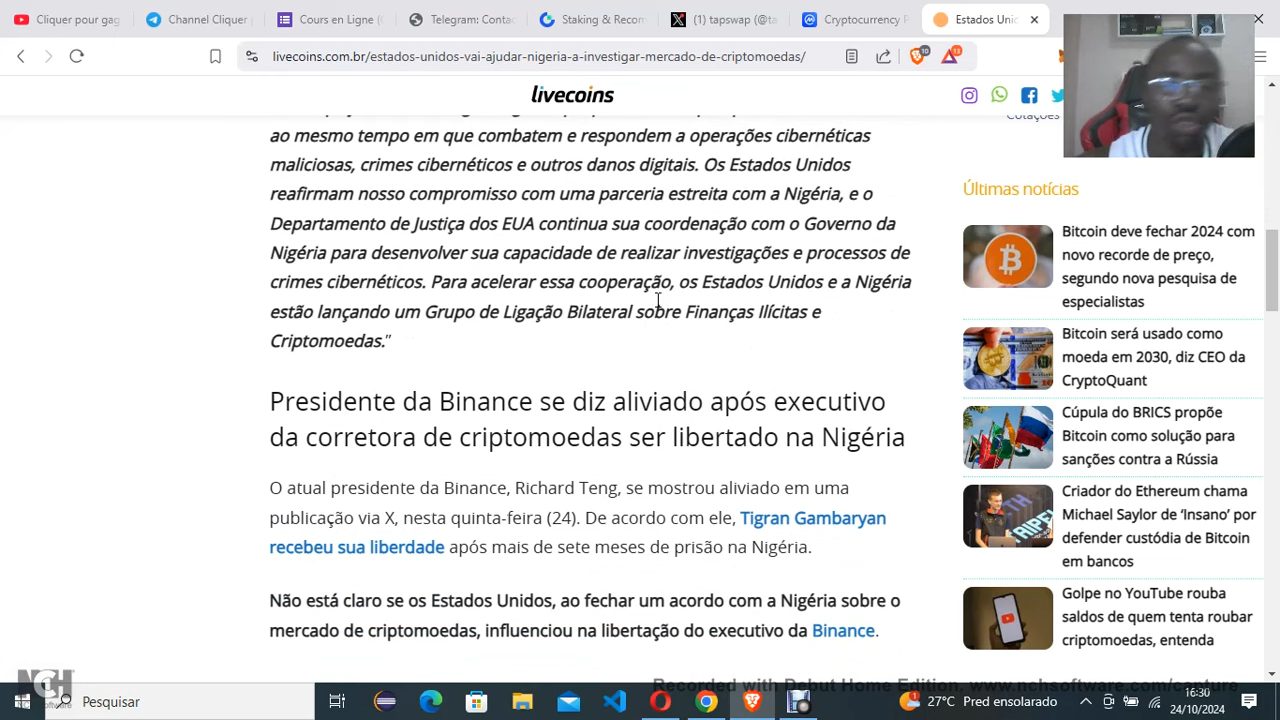 Cliquer pour gag
Channel Cliquer
Cours en Ligne (
Telegram: Contac
Staking & Recom
(1) tapswap (@ta
Cryptocurrency P
Estados Unid
livecoins.com.br/estados-unidos-vai-ajudar-nigeria-a-investigar-mercado-de-criptomoedas/
10
13
livecoins
Cotações
ao mesmo tempo em que combatem e respondem a operações cibernéticas
maliciosas, crimes cibernéticos e outros danos digitais. Os Estados Unidos
reafirmam nosso compromisso com uma parceria estreita com a Nigéria, e o
Departamento de Justiça dos EUA continua sua coordenação com o Governo da
Nigéria para desenvolver sua capacidade de realizar investigações e processos de
crimes cibernéticos. Para acelerar essa cooperação, os Estados Unidos e a Nigéria
estão lançando um Grupo de Ligação Bilateral sobre Finanças Ilícitas e
Criptomoedas.”
Presidente da Binance se diz aliviado após executivo
da corretora de criptomoedas ser libertado na Nigéria
O atual presidente da Binance, Richard Teng, se mostrou aliviado em uma
publicação via X, nesta quinta-feira (24). De acordo com ele, Tigran Gambaryan
recebeu sua liberdade após mais de sete meses de prisão na Nigéria.
Não está claro se os Estados Unidos, ao fechar um acordo com a Nigéria sobre o
mercado de criptomoedas, influenciou na libertação do executivo da Binance.
Últimas notícias
Bitcoin deve fechar 2024 com
novo recorde de preço,
segundo nova pesquisa de
especialistas
Bitcoin será usado como
moeda em 2030, diz CEO da
CryptoQuant
Cúpula do BRICS propõe
Bitcoin como solução para
sanções contra a Rússia
Criador do Ethereum chama
Michael Saylor de ‘Insano’ por
defender custódia de Bitcoin
em bancos
Golpe no YouTube rouba
saldos de quem tenta roubar
criptomoedas, entenda
NCH
Recorded with Debut Home Edition. www.nchsoftware.com/capture
Pesquisar
27°C Pred ensolarado
16:30
24/10/2024